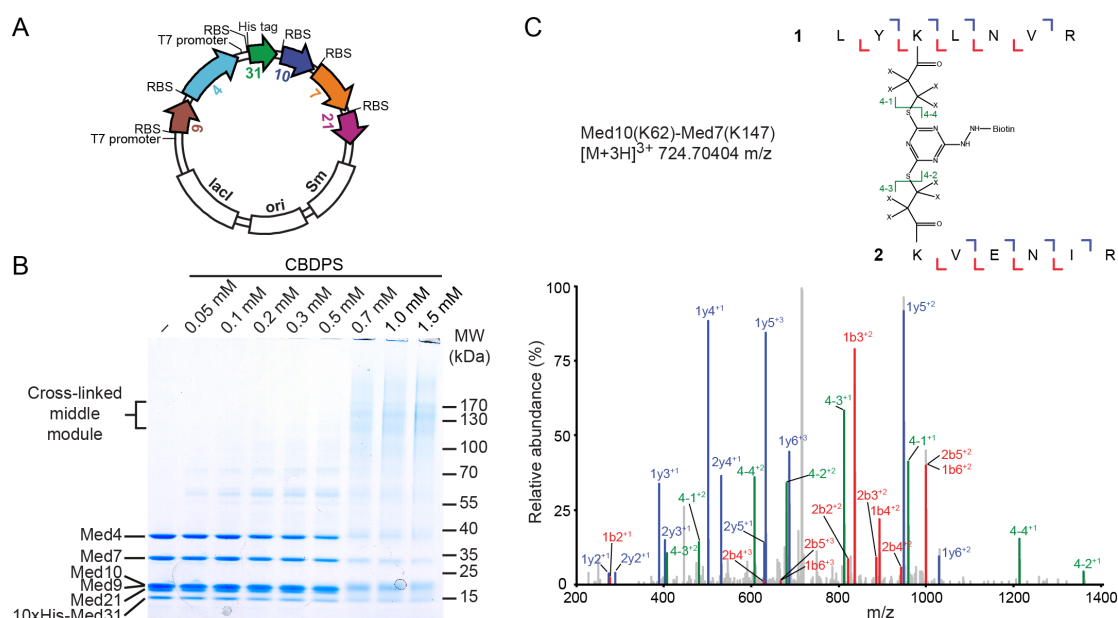 A
RBS
His tag
RBS
T7 promoter
RBS
RBS
RBS
RBS
T7 promoter
9
4
31
10
7
21
lacI
ori
Sm
B
CBDPS
–
0.05 mM
0.1 mM
0.2 mM
0.3 mM
0.5 mM
0.7 mM
1.0 mM
1.5 mM
MW
(kDa)
Cross-linked
middle
module
170
130
100
70
55
40
35
25
15
Med4
Med7
Med10
Med9
Med21
10xHis-Med31
C
Med10(K62)-Med7(K147)
[M+3H]3+ 724.70404 m/z
1 L Y K L N V R
O
X X
X X
4-1
4-4
S
N N
N
NH
NH
Biotin
S
4-2
4-3
X X
X X
O
2 K V E N I R
Relative abundance (%)
100
75
50
25
0
200 400 600 800 1000 1200 1400
m/z
1y2+1
1b2+1
2y2+1
1y3+1
2y3+1
4-3+2
4-1+2
1y4+1
2y4+1
4-4+2
2y5+1
2b4+3
1y5+3
1y6+3
4-2+2
2b5+3
1b6+3
4-3+1
2b2+2
1b3+2
2b3+2
1b4+2
2b4+2
1y5+2
4-1+1
2b5+2
1b6+2
1y6+2
4-4+1
4-2+1